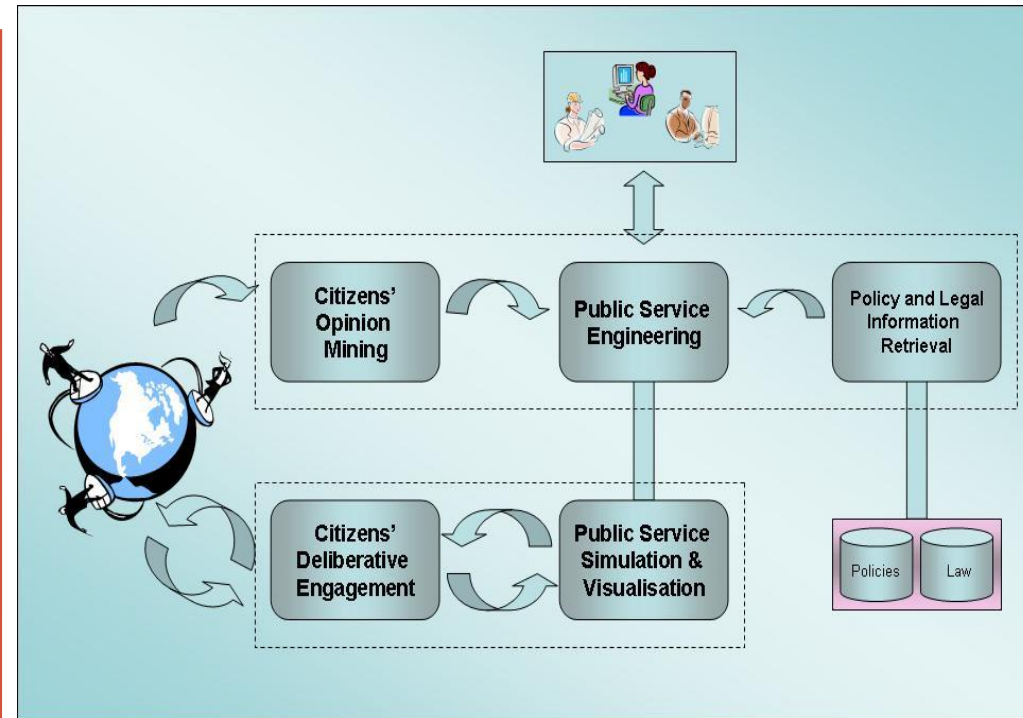 Citizens'
Opinion
Mining
Public Service
Engineering
Policy and Legal
Information
Retrieval
Citizens'
Deliberative
Engagement
Public Service
Simulation &
Visualisation
Policies
Law